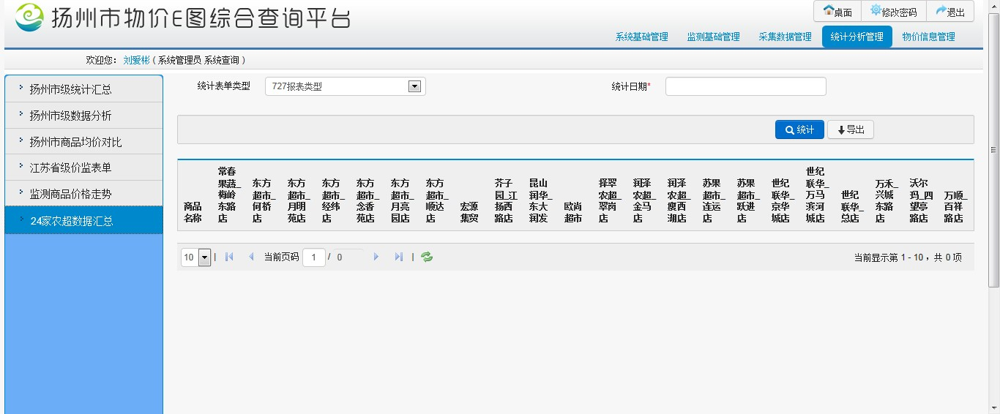 扬州市物价E图综合查询平台
桌面 修改密码 退出
系统基础管理 监测基础管理 采集数据管理 统计分析管理 物价信息管理
欢迎您： 刘爱彬 ( 系统管理员 系统查询 )
扬州市级统计汇总
扬州市级数据分析
扬州市商品均价对比
江苏省级价监表单
监测商品价格走势
24家农超数据汇总
统计表单类型 727报表类型 统计日期*
统计 导出
商品
名称
常春
果蔬_
梅岭
东路
店
东方
超市_
何桥
店
东方
超市_
月明
苑店
东方
超市_
经纬
店
东方
超市_
念香
苑店
东方
超市_
月亮
园店
东方
超市_
顺达
店
宏源
集贸
芥子
园_江
扬西
路店
昆山
润华_
东大
润发
欧尚
超市
择翠
农超_
翠岗
店
润泽
农超_
金马
店
润泽
农超_
瘦西
湖店
苏果
超市_
连运
店
苏果
超市_
跃进
店
世纪
联华_
京华
城店
世纪
联华_
万马
滨河
城店
世纪
联华_
总店
万禾_
兴城
东路
店
沃尔
玛_四
望亭
路店
万顺_
百祥
路店
10 | 当前页码 1 / 0 | 当前显示第 1 - 10 ，共 0 项